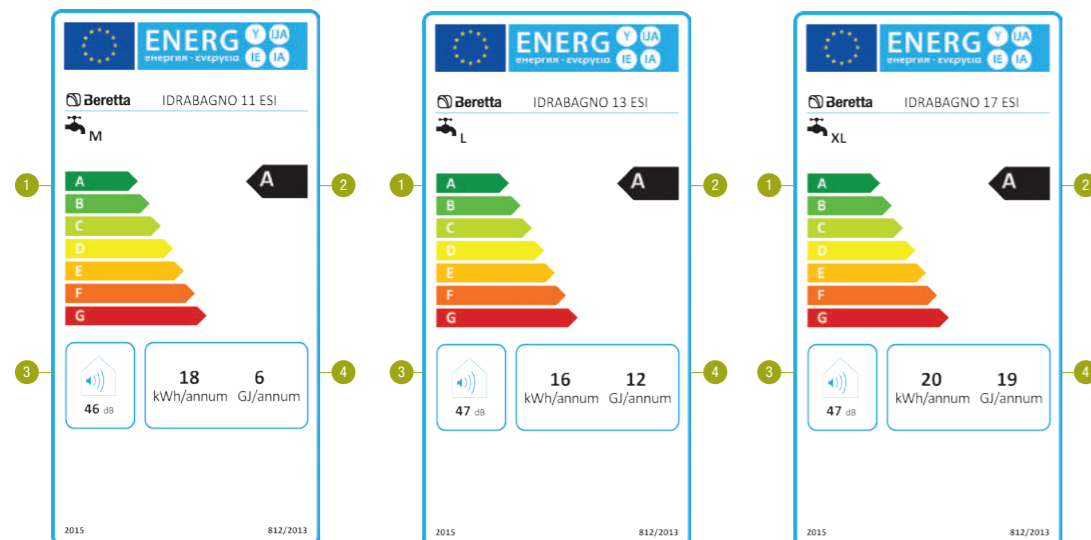 ENERG Y IJA
енергия · ενεργεια IE IA
Beretta IDRABAGNO 11 ESI
M
1 A A 2
B
C
D
E
F
G
3 4
18 6
kWh/annum GJ/annum
46 dB
2015 812/2013
ENERG Y IJA
енергия · ενεργεια IE IA
Beretta IDRABAGNO 13 ESI
L
1 A A 2
B
C
D
E
F
G
3 4
16 12
kWh/annum GJ/annum
47 dB
2015 812/2013
ENERG Y IJA
енергия · ενεργεια IE IA
Beretta IDRABAGNO 17 ESI
XL
1 A A 2
B
C
D
E
F
G
3 4
20 19
kWh/annum GJ/annum
47 dB
2015 812/2013